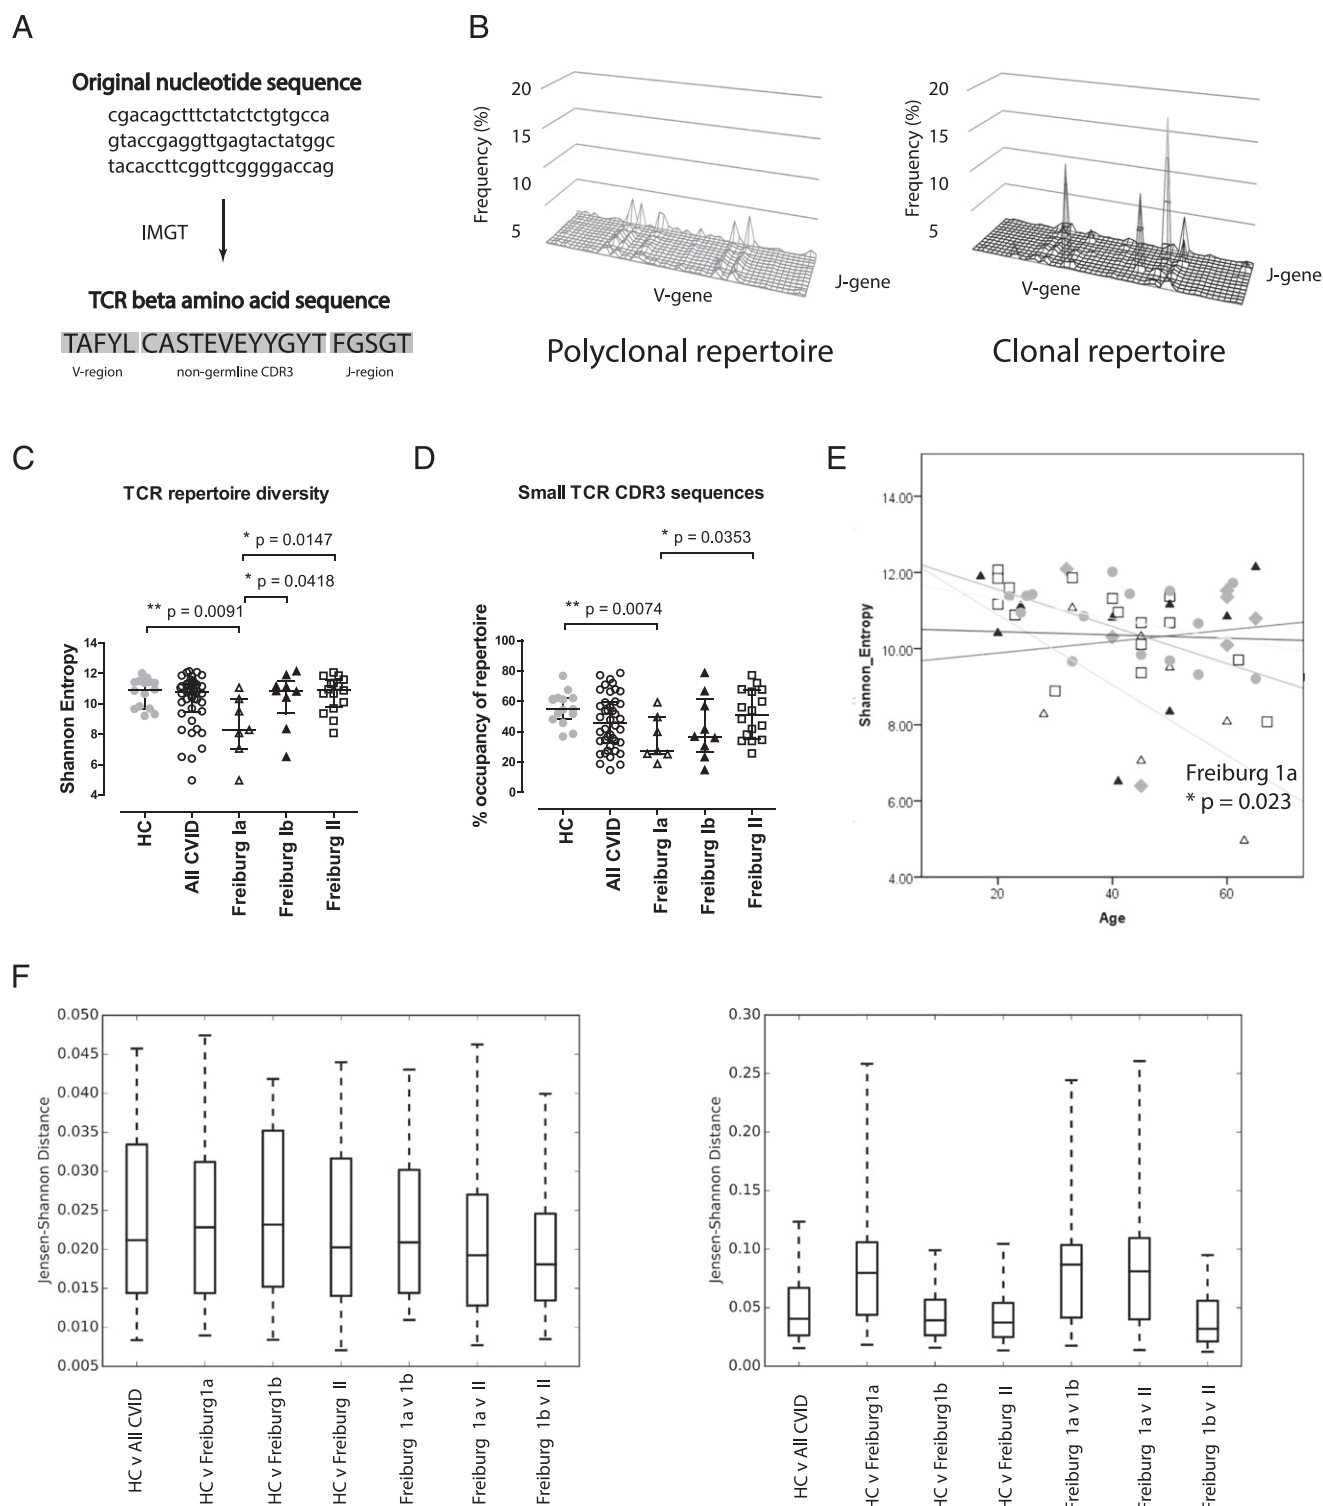 A
Original nucleotide sequence
cgacagctttctatctctgtgcca
gtaccgaggttgagtactatggc
tacaccttcggttcggggaccag
IMGT
TCR beta amino acid sequence
TAFYL CASTEVEYYGYT FGSGT
V-region non-germline CDR3 J-region
B
Frequency (%)
20
15
10
5
V-gene
J-gene
Polyclonal repertoire
Frequency (%)
20
15
10
5
V-gene
J-gene
Clonal repertoire
C
TCR repertoire diversity
* p = 0.0147
* p = 0.0418
** p = 0.0091
Shannon Entropy
14
12
10
8
6
4
HC
All CVID
Freiburg Ia
Freiburg Ib
Freiburg II
D
Small TCR CDR3 sequences
* p = 0.0353
** p = 0.0074
% occupancy of repertoire
100
80
60
40
20
0
HC
All CVID
Freiburg Ia
Freiburg Ib
Freiburg II
E
Shannon_Entropy
14.00
12.00
10.00
8.00
6.00
4.00
Freiburg 1a
* p = 0.023
20 40 60
Age
F
Jensen-Shannon Distance
0.050
0.045
0.040
0.035
0.030
0.025
0.020
0.015
0.010
0.005
HC v All CVID
HC v Freiburg1a
HC v Freiburg1b
HC v Freiburg II
Freiburg 1a v 1b
Freiburg 1a v II
Freiburg 1b v II
Jensen-Shannon Distance
0.30
0.25
0.20
0.15
0.10
0.05
0.00
HC v All CVID
HC v Freiburg1a
HC v Freiburg1b
HC v Freiburg II
Freiburg 1a v 1b
Freiburg 1a v II
Freiburg 1b v II